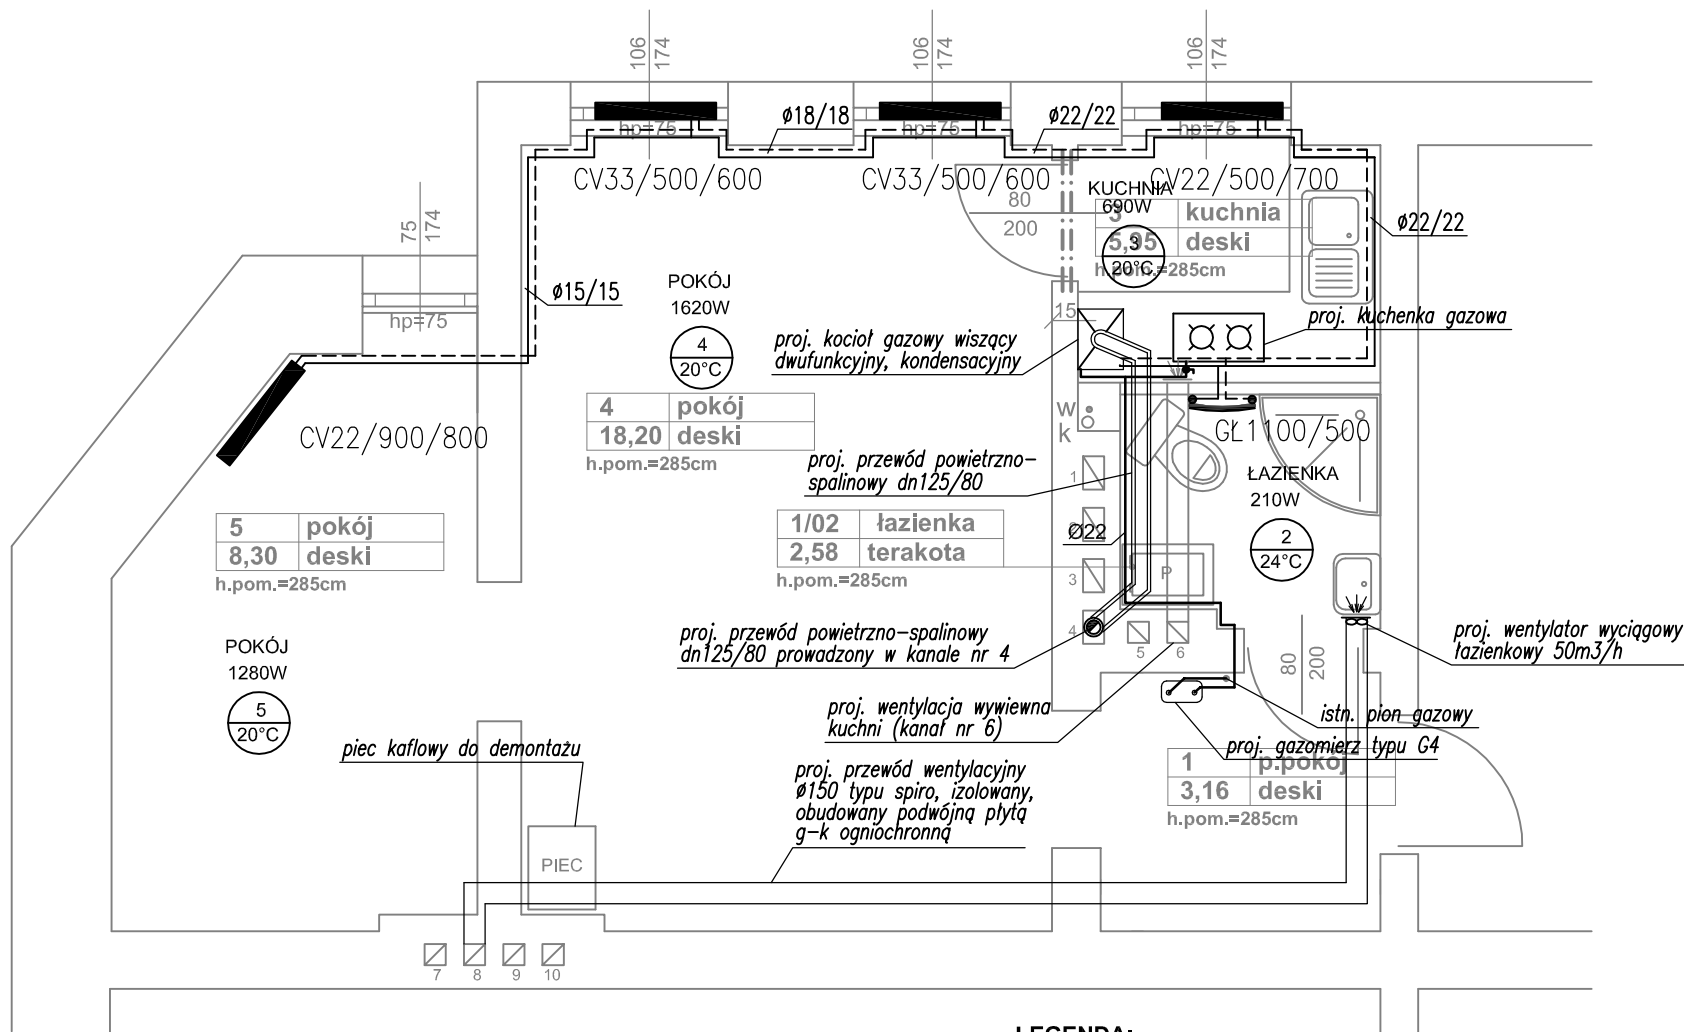 106
174
106
174
106
174
ø18/18
ø22/22
hp=75
hp=75
hp=75
CV33/500/600
CV33/500/600
CV22/500/700
KUCHNIA
690W
80
200
3 kuchnia
5,95 deski
h.pom.=285cm
3
20°C
ø22/22
75
174
hp=75
ø15/15
POKÓJ
1620W
4
20°C
15
proj. kuchenka gazowa
proj. kocioł gazowy wiszący
dwufunkcyjny, kondensacyjny
4 pokój
18,20 deski
h.pom.=285cm
CV22/900/800
w
k
GŁ1100/500
proj. przewód powietrzno-
spalinowy dn125/80
1
ŁAZIENKA
210W
2
24°C
5 pokój
8,30 deski
h.pom.=285cm
1/02 łazienka
2,58 terakota
h.pom.=285cm
Ø22
3
P
4
5
6
proj. przewód powietrzno-spalinowy
dn125/80 prowadzony w kanale nr 4
proj. wentylator wyciągowy
łazienkowy 50m3/h
80
200
POKÓJ
1280W
5
20°C
proj. wentylacja wywiewna
kuchni (kanał nr 6)
istn. pion gazowy
proj. gazomierz typu G4
piec kaflowy do demontażu
1 p.pokój
3,16 deski
h.pom.=285cm
proj. przewód wentylacyjny
ø150 typu spiro, izolowany,
obudowany podwójną płytą
g-k ogniochronną
PIEC
7
8
9
10
LEGENDA: